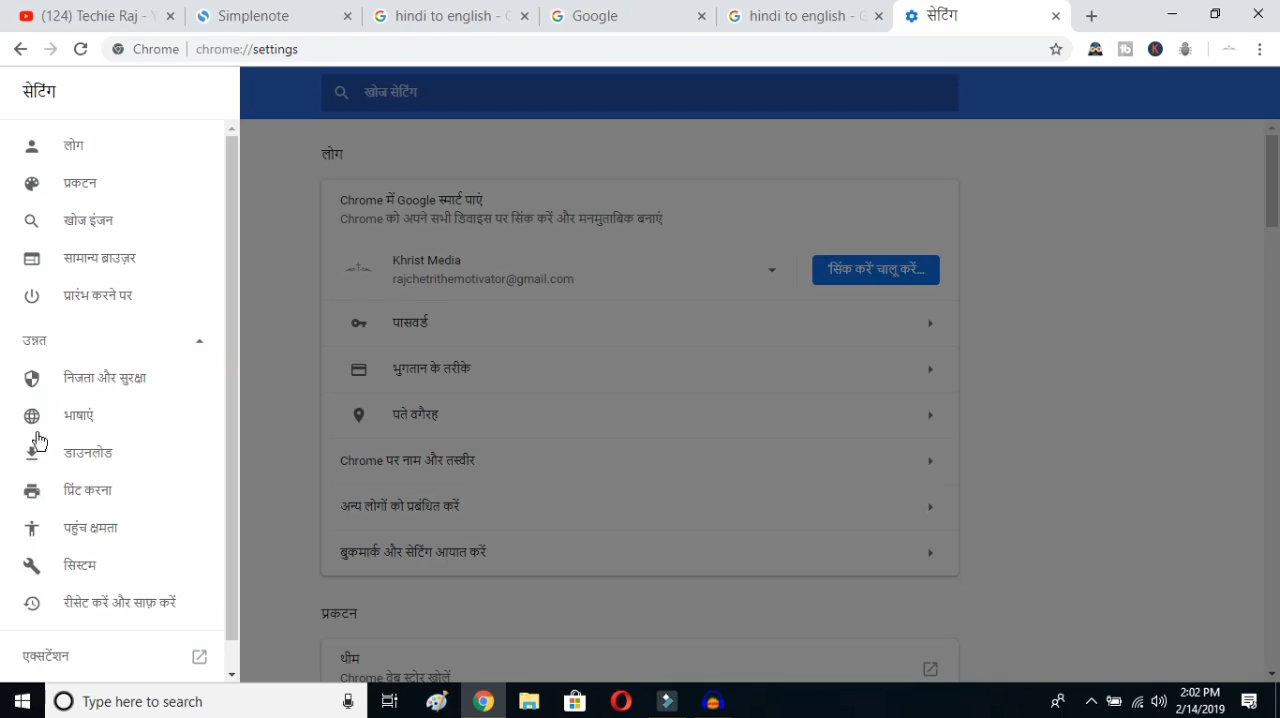 (124) Techie Raj - Y
Simplenote
hindi to english - G
Google
hindi to english - G
सेटिंग
Chrome
chrome://settings
सेटिंग
खोज सेटिंग
लोग
प्रकटन
खोज इंजन
सामान्य ब्राउज़र
प्रारंभ करने पर
उन्नत
निजता और सुरक्षा
भाषाएं
डाउनलोड
प्रिंट करना
पहुंच क्षमता
सिस्टम
रीसेट करें और साफ़ करें
एक्सटेंशन
लोग
Chrome में Google स्मार्ट पाएं
Chrome को अपने सभी डिवाइस पर सिंक करें और मनमुताबिक बनाएं
Khrist Media
rajchetrithemotivator@gmail.com
'सिंक करें' चालू करें...
पासवर्ड
भुगतान के तरीके
पते वगैरह
Chrome पर नाम और तस्वीर
अन्य लोगों को प्रबंधित करें
बुकमार्क और सेटिंग आयात करें
प्रकटन
थीम
Chrome वेब स्टोर खोलें
Type here to search
2:02 PM
2/14/2019